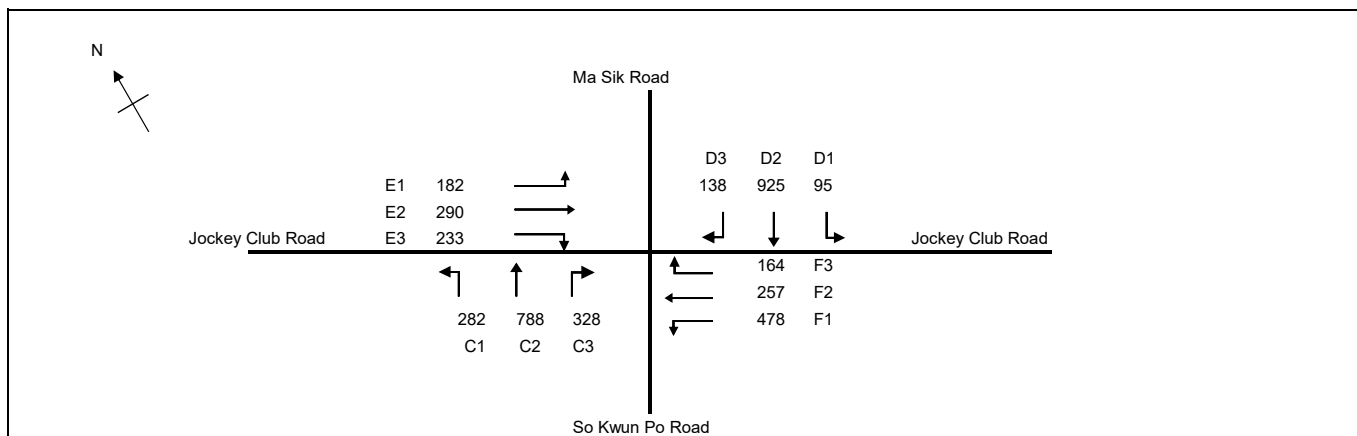 N
Ma Sik Road
D3 D2 D1
138 925 95
E1 182
E2 290
E3 233
Jockey Club Road
Jockey Club Road
164 F3
257 F2
478 F1
282 788 328
C1 C2 C3
So Kwun Po Road